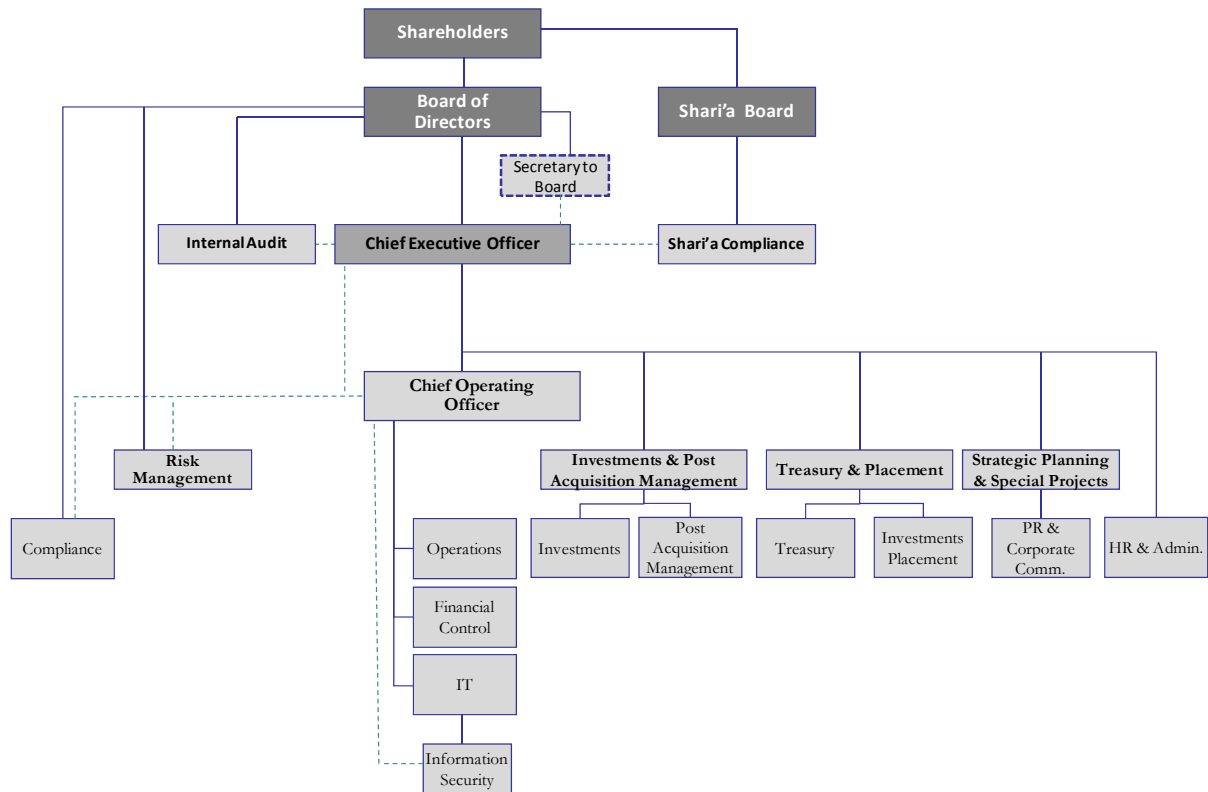 Shareholders
Board of
Directors
Shari'a Board
Secretary to
Board
Internal Audit
Chief Executive Officer
Shari'a Compliance
Chief Operating
Officer
Risk
Management
Investments & Post
Acquisition Management
Treasury & Placement
Strategic Planning
& Special Projects
Compliance
Operations
Investments
Post
Acquisition
Management
Treasury
Investments
Placement
PR &
Corporate
Comm.
HR & Admin.
Financial
Control
IT
Information
Security